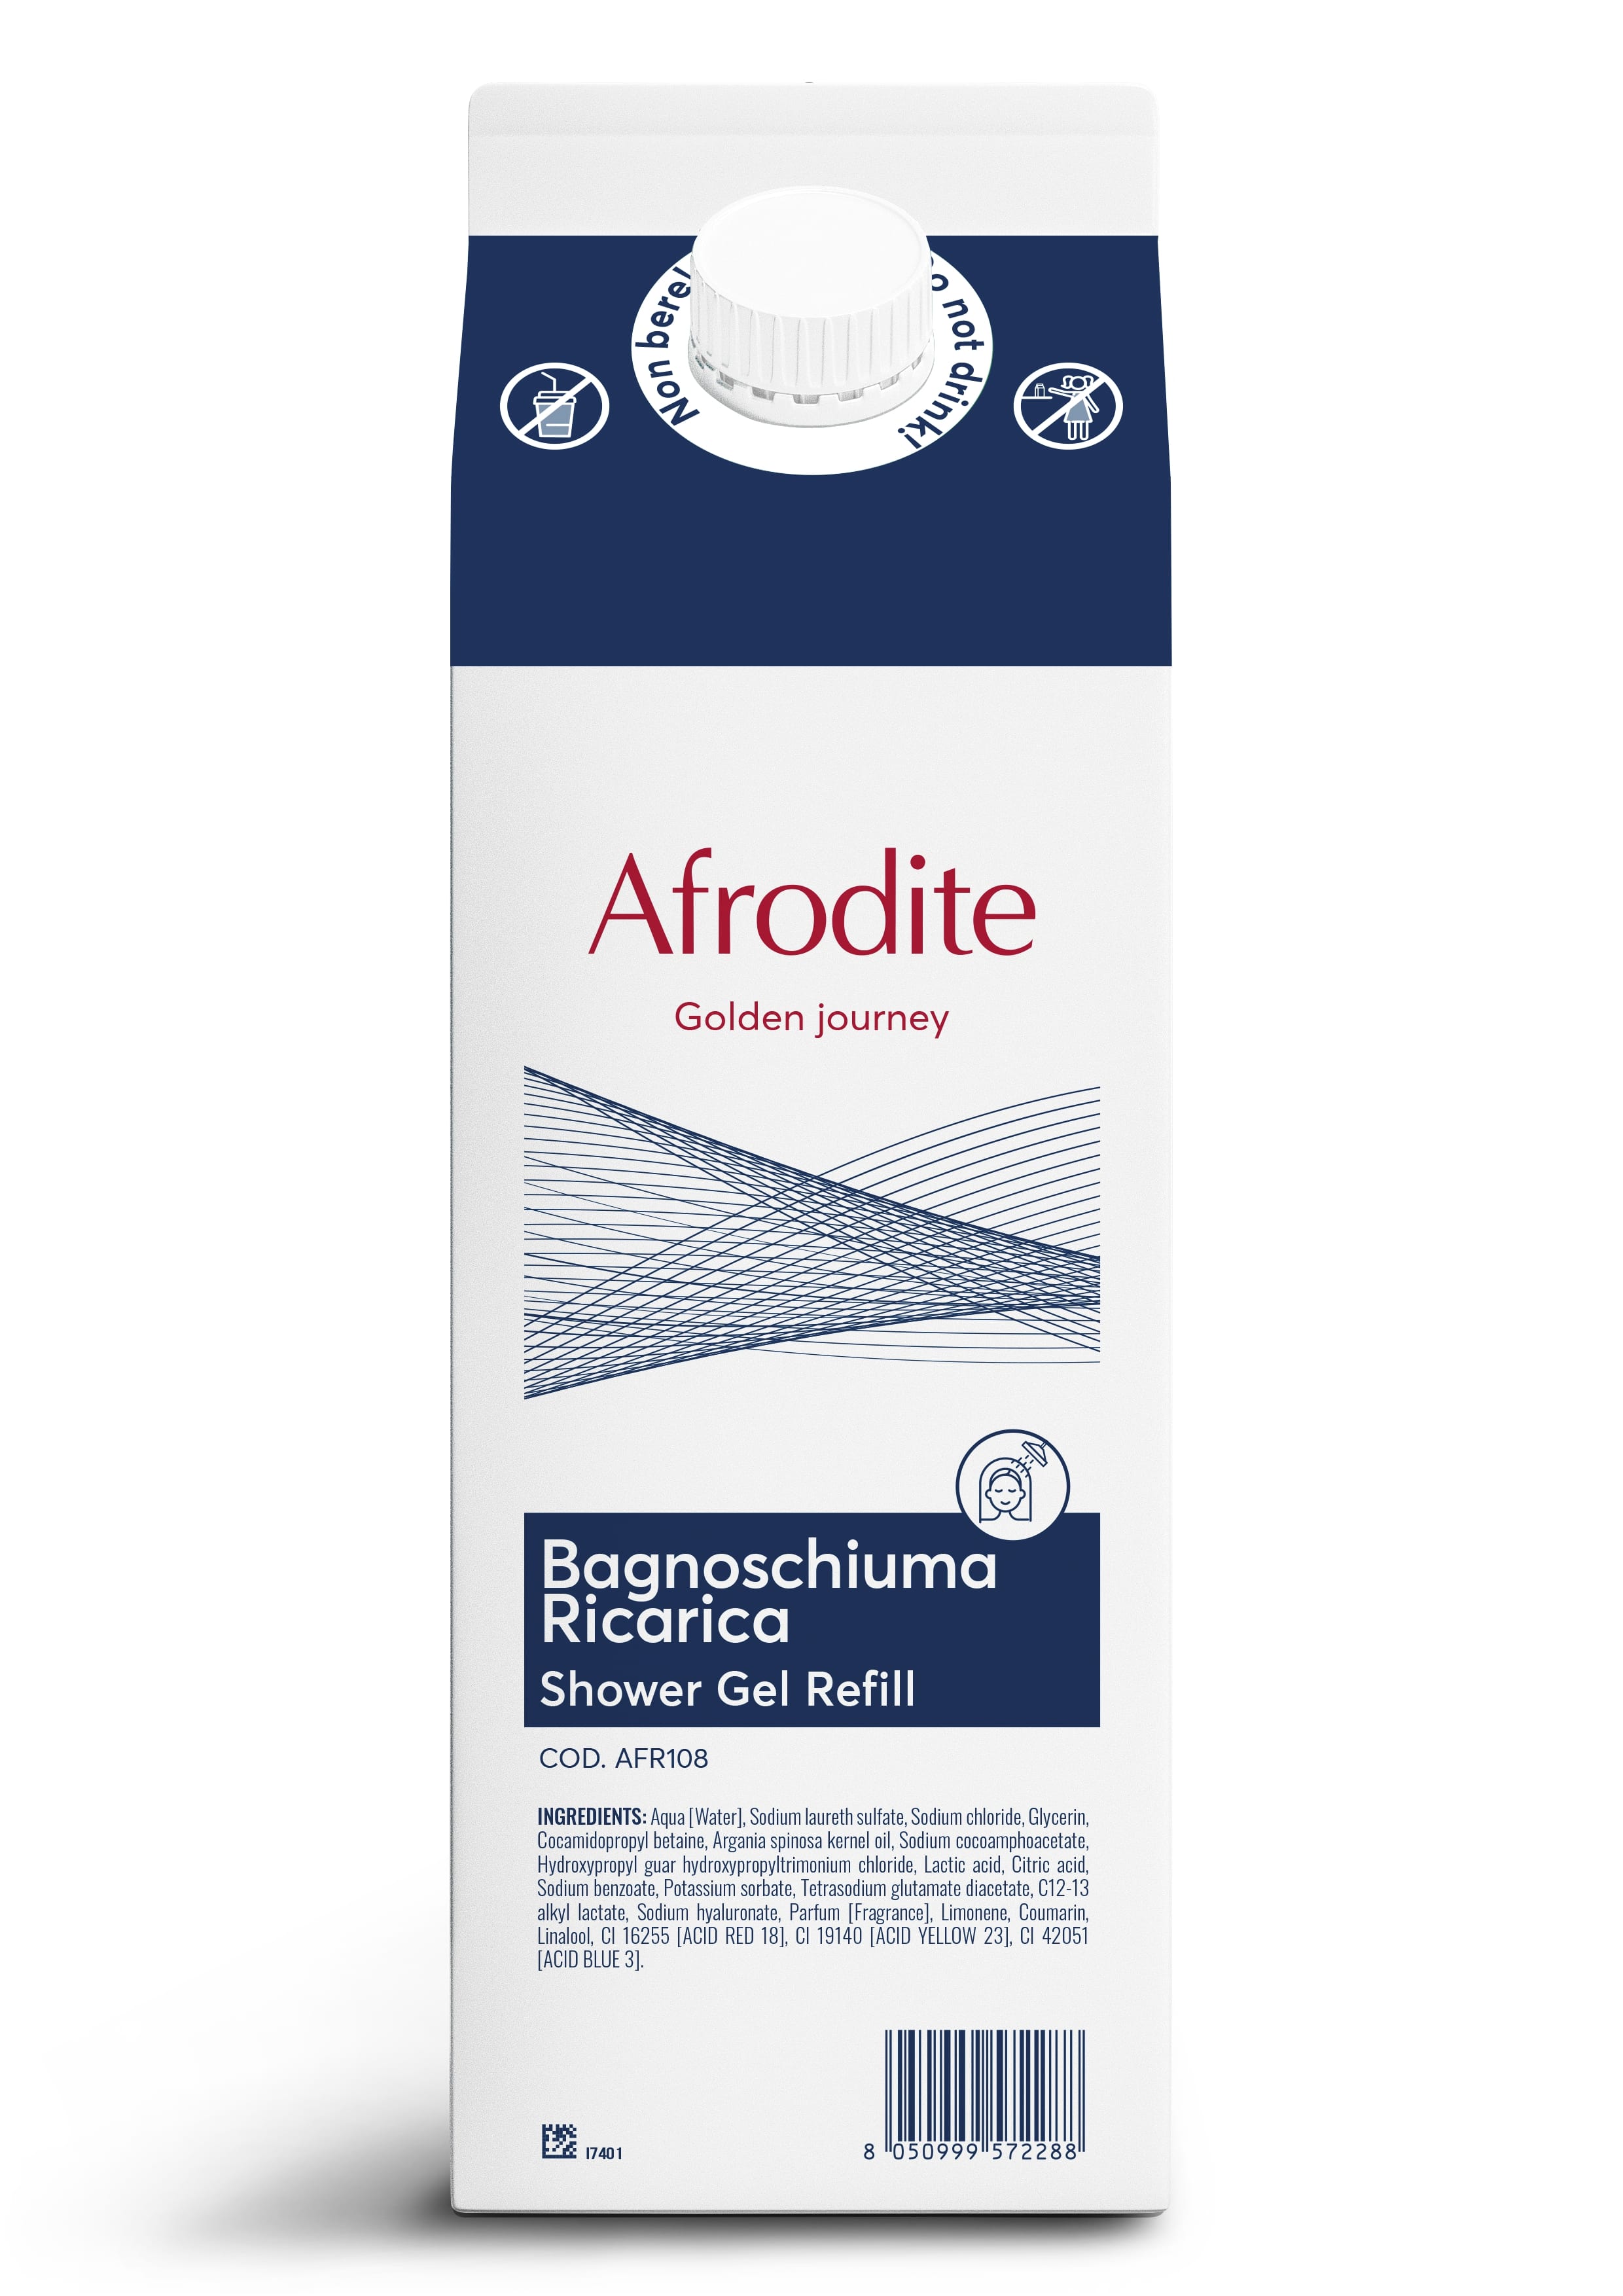 Non bere!
not drink!
Afrodite
Golden journey
Bagnoschiuma
Ricarica
Shower Gel Refill
COD. AFR108
INGREDIENTS: Aqua [Water], Sodium laureth sulfate, Sodium chloride, Glycerin,
Cocamidopropyl betaine, Argania spinosa kernel oil, Sodium cocoamphoacetate,
Hydroxypropyl guar hydroxypropyltrimonium chloride, Lactic acid, Citric acid,
Sodium benzoate, Potassium sorbate, Tetrasodium glutamate diacetate, C12-13
alkyl lactate, Sodium hyaluronate, Parfum [Fragrance], Limonene, Coumarin,
Linalool, CI 16255 [ACID RED 18], CI 19140 [ACID YELLOW 23], CI 42051
[ACID BLUE 3].
I7401
8 050999 572288